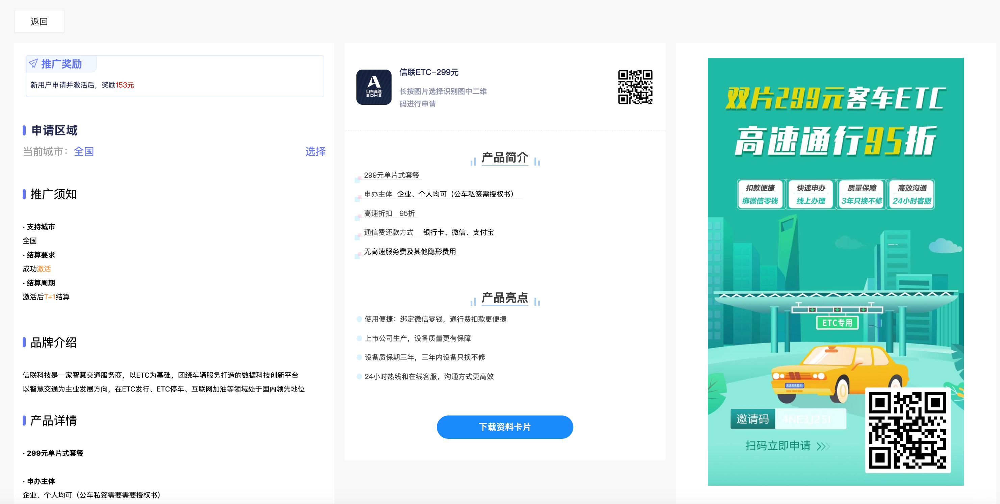 返回
推广奖励
新用户申请并激活后，奖励153元
申请区域
当前城市：全国
选择
推广须知
· 支持城市
全国
· 结算要求
成功激活
· 结算周期
激活后T+1结算
品牌介绍
信联科技是一家智慧交通服务商，以ETC为基础，团绕车辆服务打造的数据科技创新平台
以智慧交通为主业发展方向，在ETC发行、ETC停车、互联网加油等领域处于国内领先地位
产品详情
· 299元单片式套餐
· 申办主体
企业、个人均可（公车私签需要需要授权书）
山东高速
SDHS
信联ETC-299元
长按图片选择识别图中二维
码进行申请
产品简介
299元单片式套餐
申办主体 企业、个人均可（公车私签需授权书）
高速折扣 95折
通信费还款方式 银行卡、微信、支付宝
无高速服务费及其他隐形费用
产品亮点
使用便捷：绑定微信零钱，通行费扣款更便捷
上市公司生产，设备质量更有保障
设备质保期三年，三年内设备只换不修
24小时热线和在线客服，沟通方式更高效
下载资料卡片
双片299元客车ETC
高速通行95折
扣款便捷 快速申办 质量保障 高效沟通
绑微信零钱 线上办理 3年只换不修 24小时客服
ETC专用
888888
邀请码
扫码立即申请